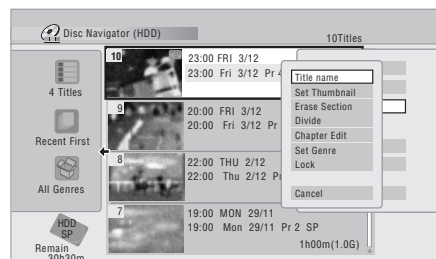 Disc Navigator (HDD)
10Titles
4 Titles
Recent First
All Genres
HDD
SP
Remain
30h30m
10
23:00 FRI 3/12
23:00 Fri 3/12 Pr 4
9
20:00 FRI 3/12
20:00 Fri 3/12 Pr
8
22:00 THU 2/12
22:00 Thu 2/12 Pr
7
19:00 MON 29/11
19:00 Mon 29/11 Pr 2 SP
1h00m(1.0G)
Title name
Set Thumbnail
Erase Section
Divide
Chapter Edit
Set Genre
Lock
Cancel